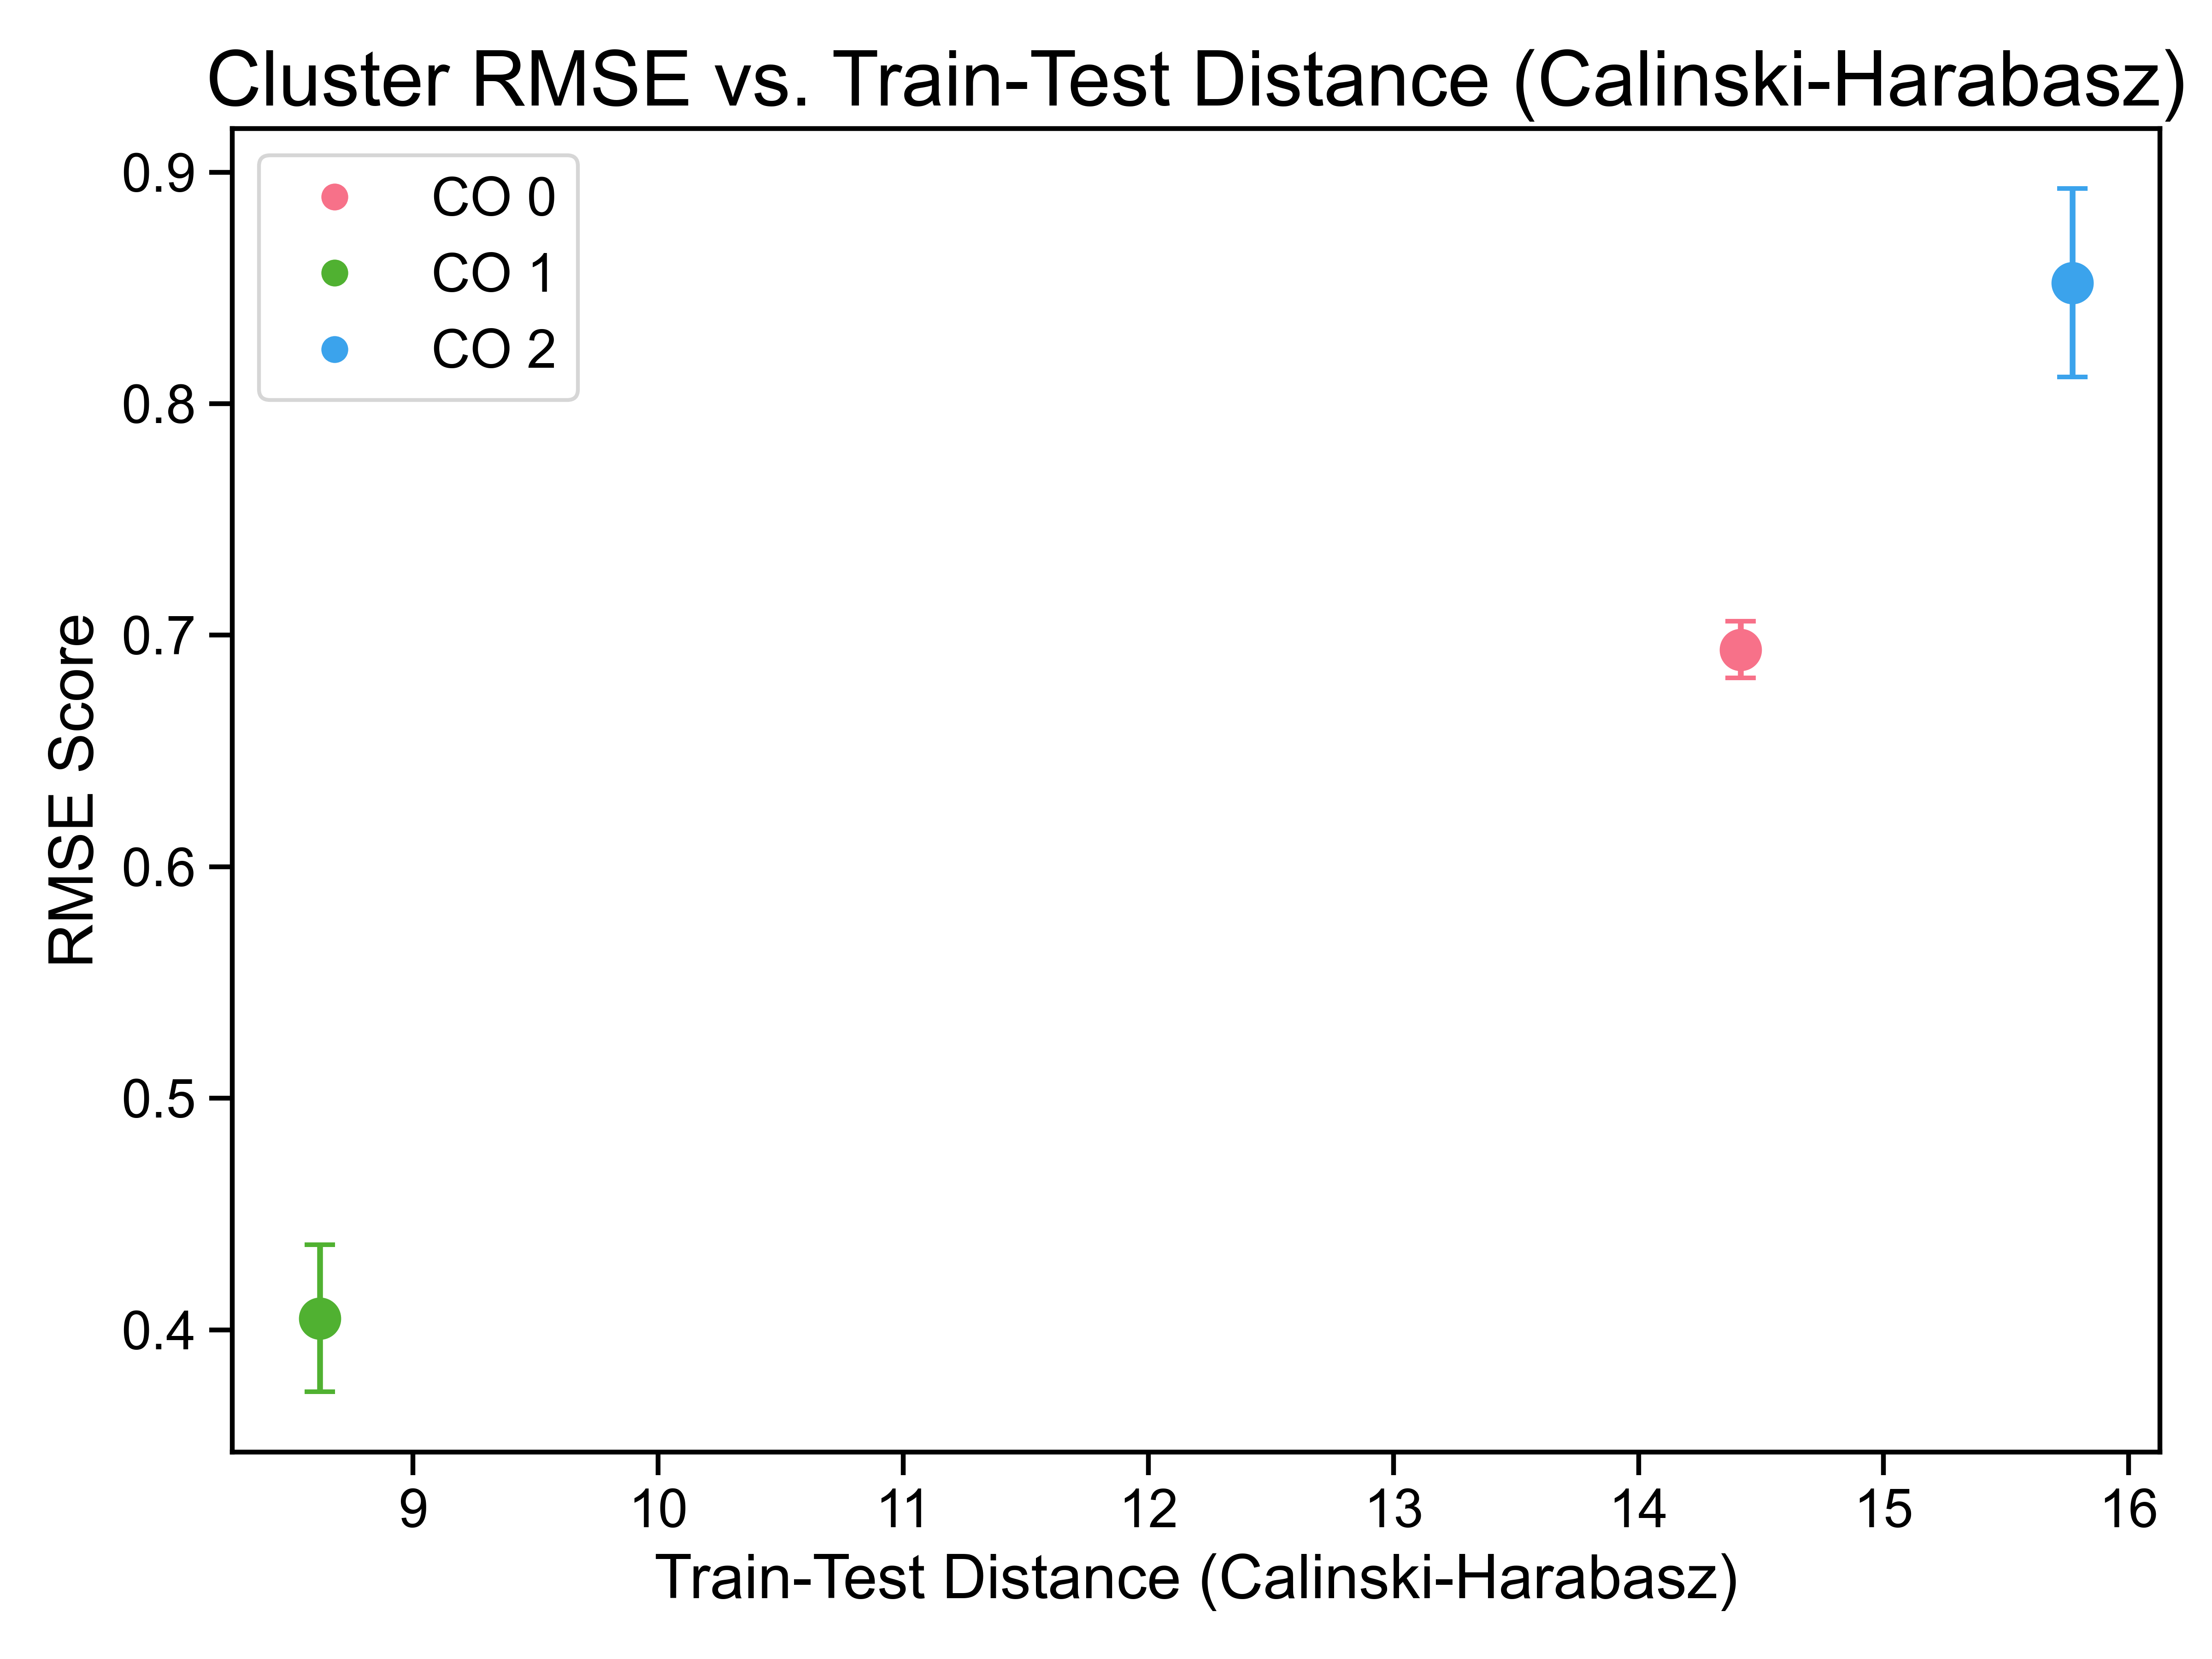 Cluster RMSE vs. Train-Test Distance (Calinski-Harabasz)
CO 0
CO 1
CO 2
RMSE Score
0.9
0.8
0.7
0.6
0.5
0.4
9 10 11 12 13 14 15 16
Train-Test Distance (Calinski-Harabasz)